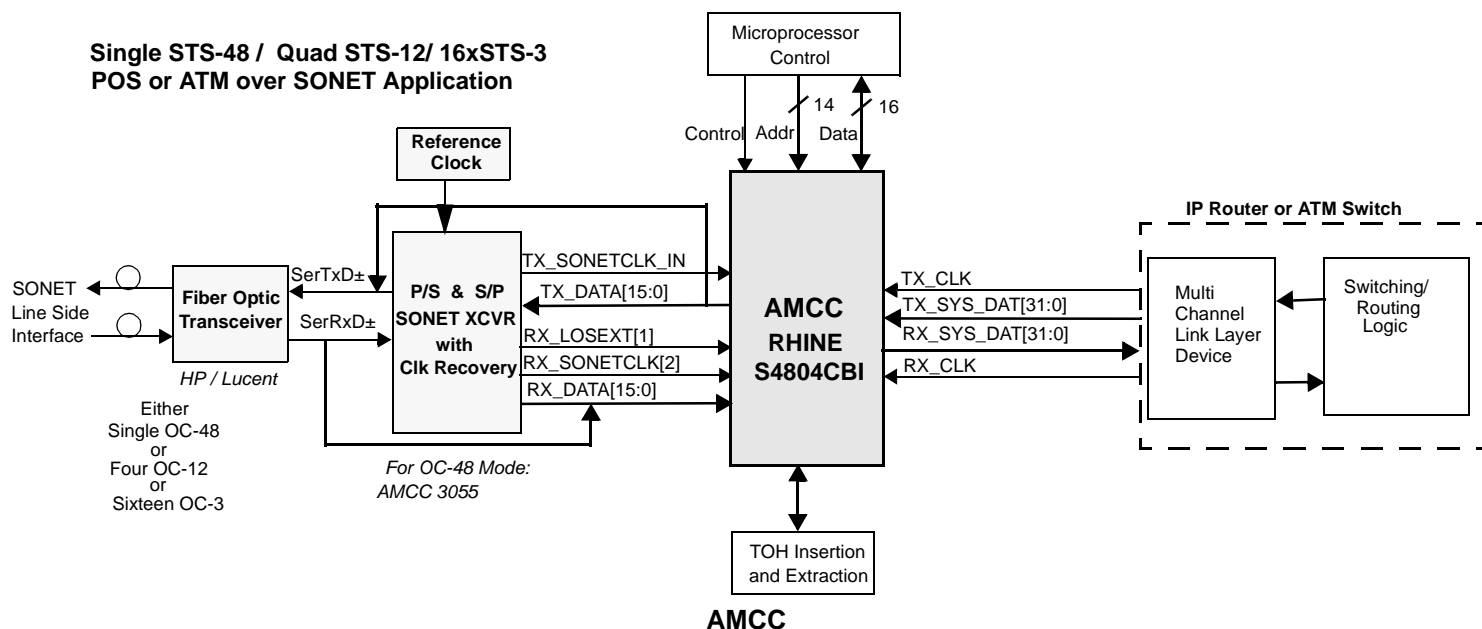 Single STS-48 / Quad STS-12/ 16xSTS-3
POS or ATM over SONET Application
Microprocessor
Control
14
16
Control
Addr
Data
Reference
Clock
IP Router or ATM Switch
SONET
Line Side
Interface
Fiber Optic
Transceiver
HP / Lucent
Either
Single OC-48
or
Four OC-12
or
Sixteen OC-3
SerTxD±
SerRxD±
P/S & S/P
SONET XCVR
with
Clk Recovery
For OC-48 Mode:
AMCC 3055
TX_SONETCLK_IN
TX_DATA[15:0]
RX_LOSEXT[1]
RX_SONETCLK[2]
RX_DATA[15:0]
AMCC
RHINE
S4804CBI
TX_CLK
TX_SYS_DAT[31:0]
RX_SYS_DAT[31:0]
RX_CLK
Multi
Channel
Link Layer
Device
Switching/
Routing
Logic
TOH Insertion
and Extraction
AMCC